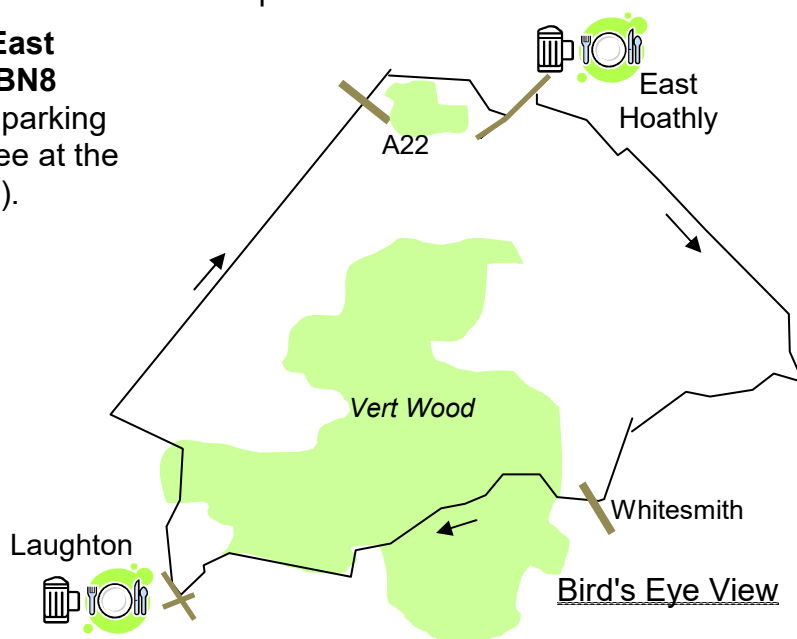 East
BN8
parking
ee at the
).
East
Hoathly
A22
Vert Wood
Whitesmith
Laughton
Bird's Eye View